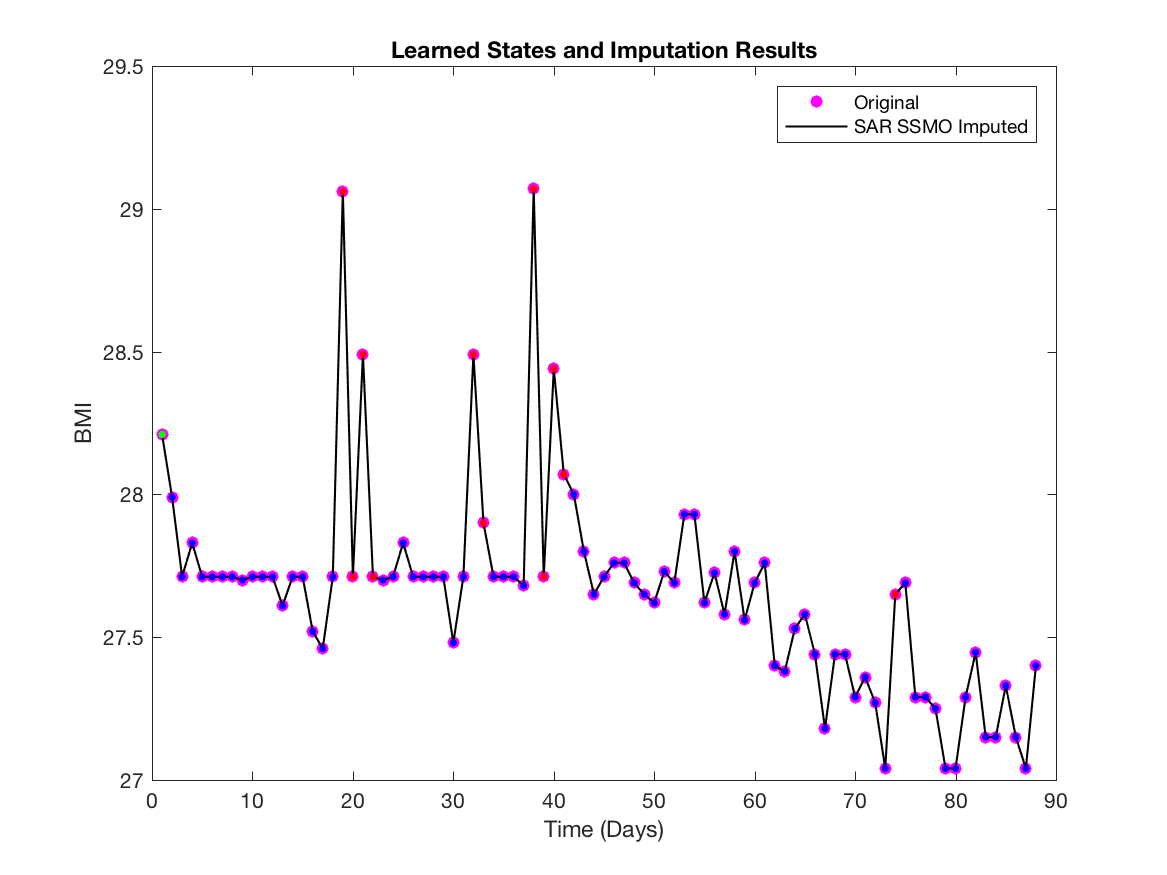 Learned States and Imputation Results
29.5
29
28.5
28
27.5
27
BMI
Original
SAR SSMO Imputed
0 10 20 30 40 50 60 70 80 90
Time (Days)